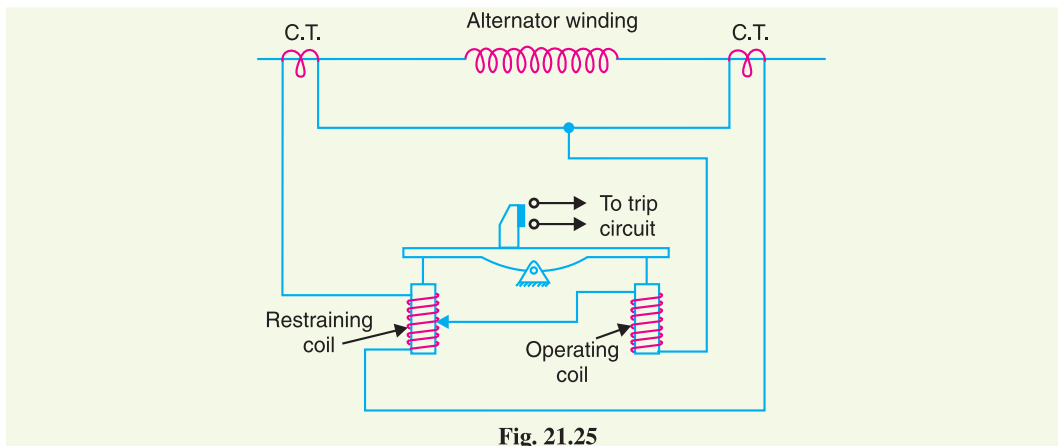 Alternator winding
C.T.
C.T.
To trip
circuit
Restraining
coil
Operating
coil
Fig. 21.25